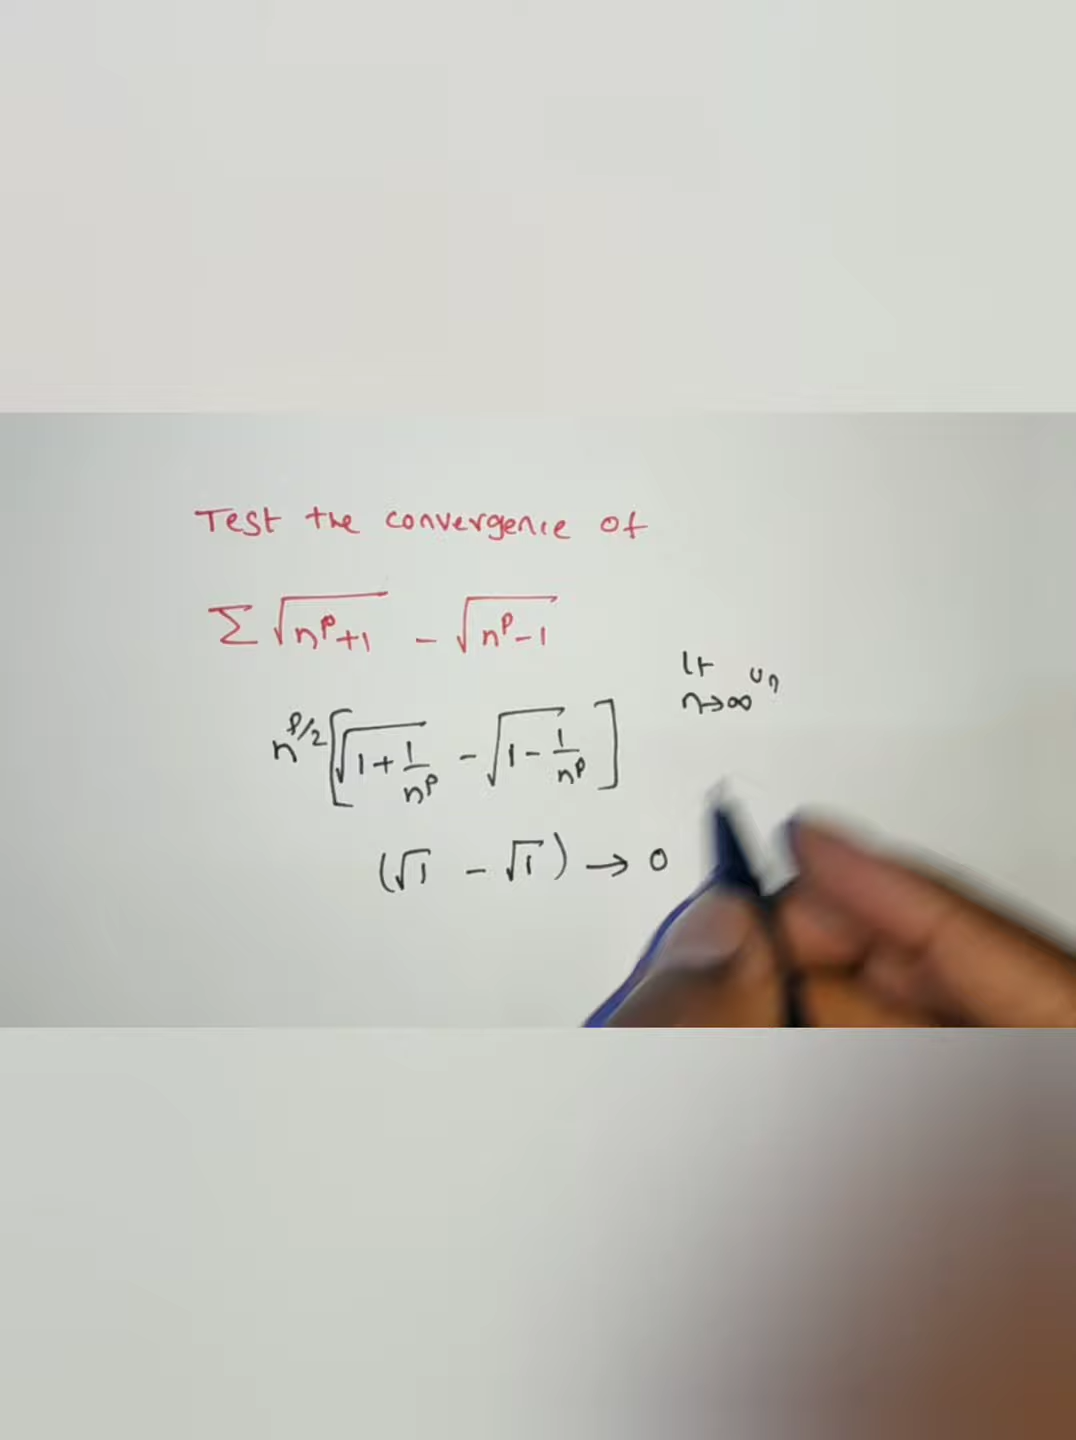 Test the convergence of
Σ √(n^p+1) - √(n^p-1)
lt n→∞ u_n
n^(p/2) [√(1+1/n^p) - √(1-1/n^p)]
(√1 - √1) → 0